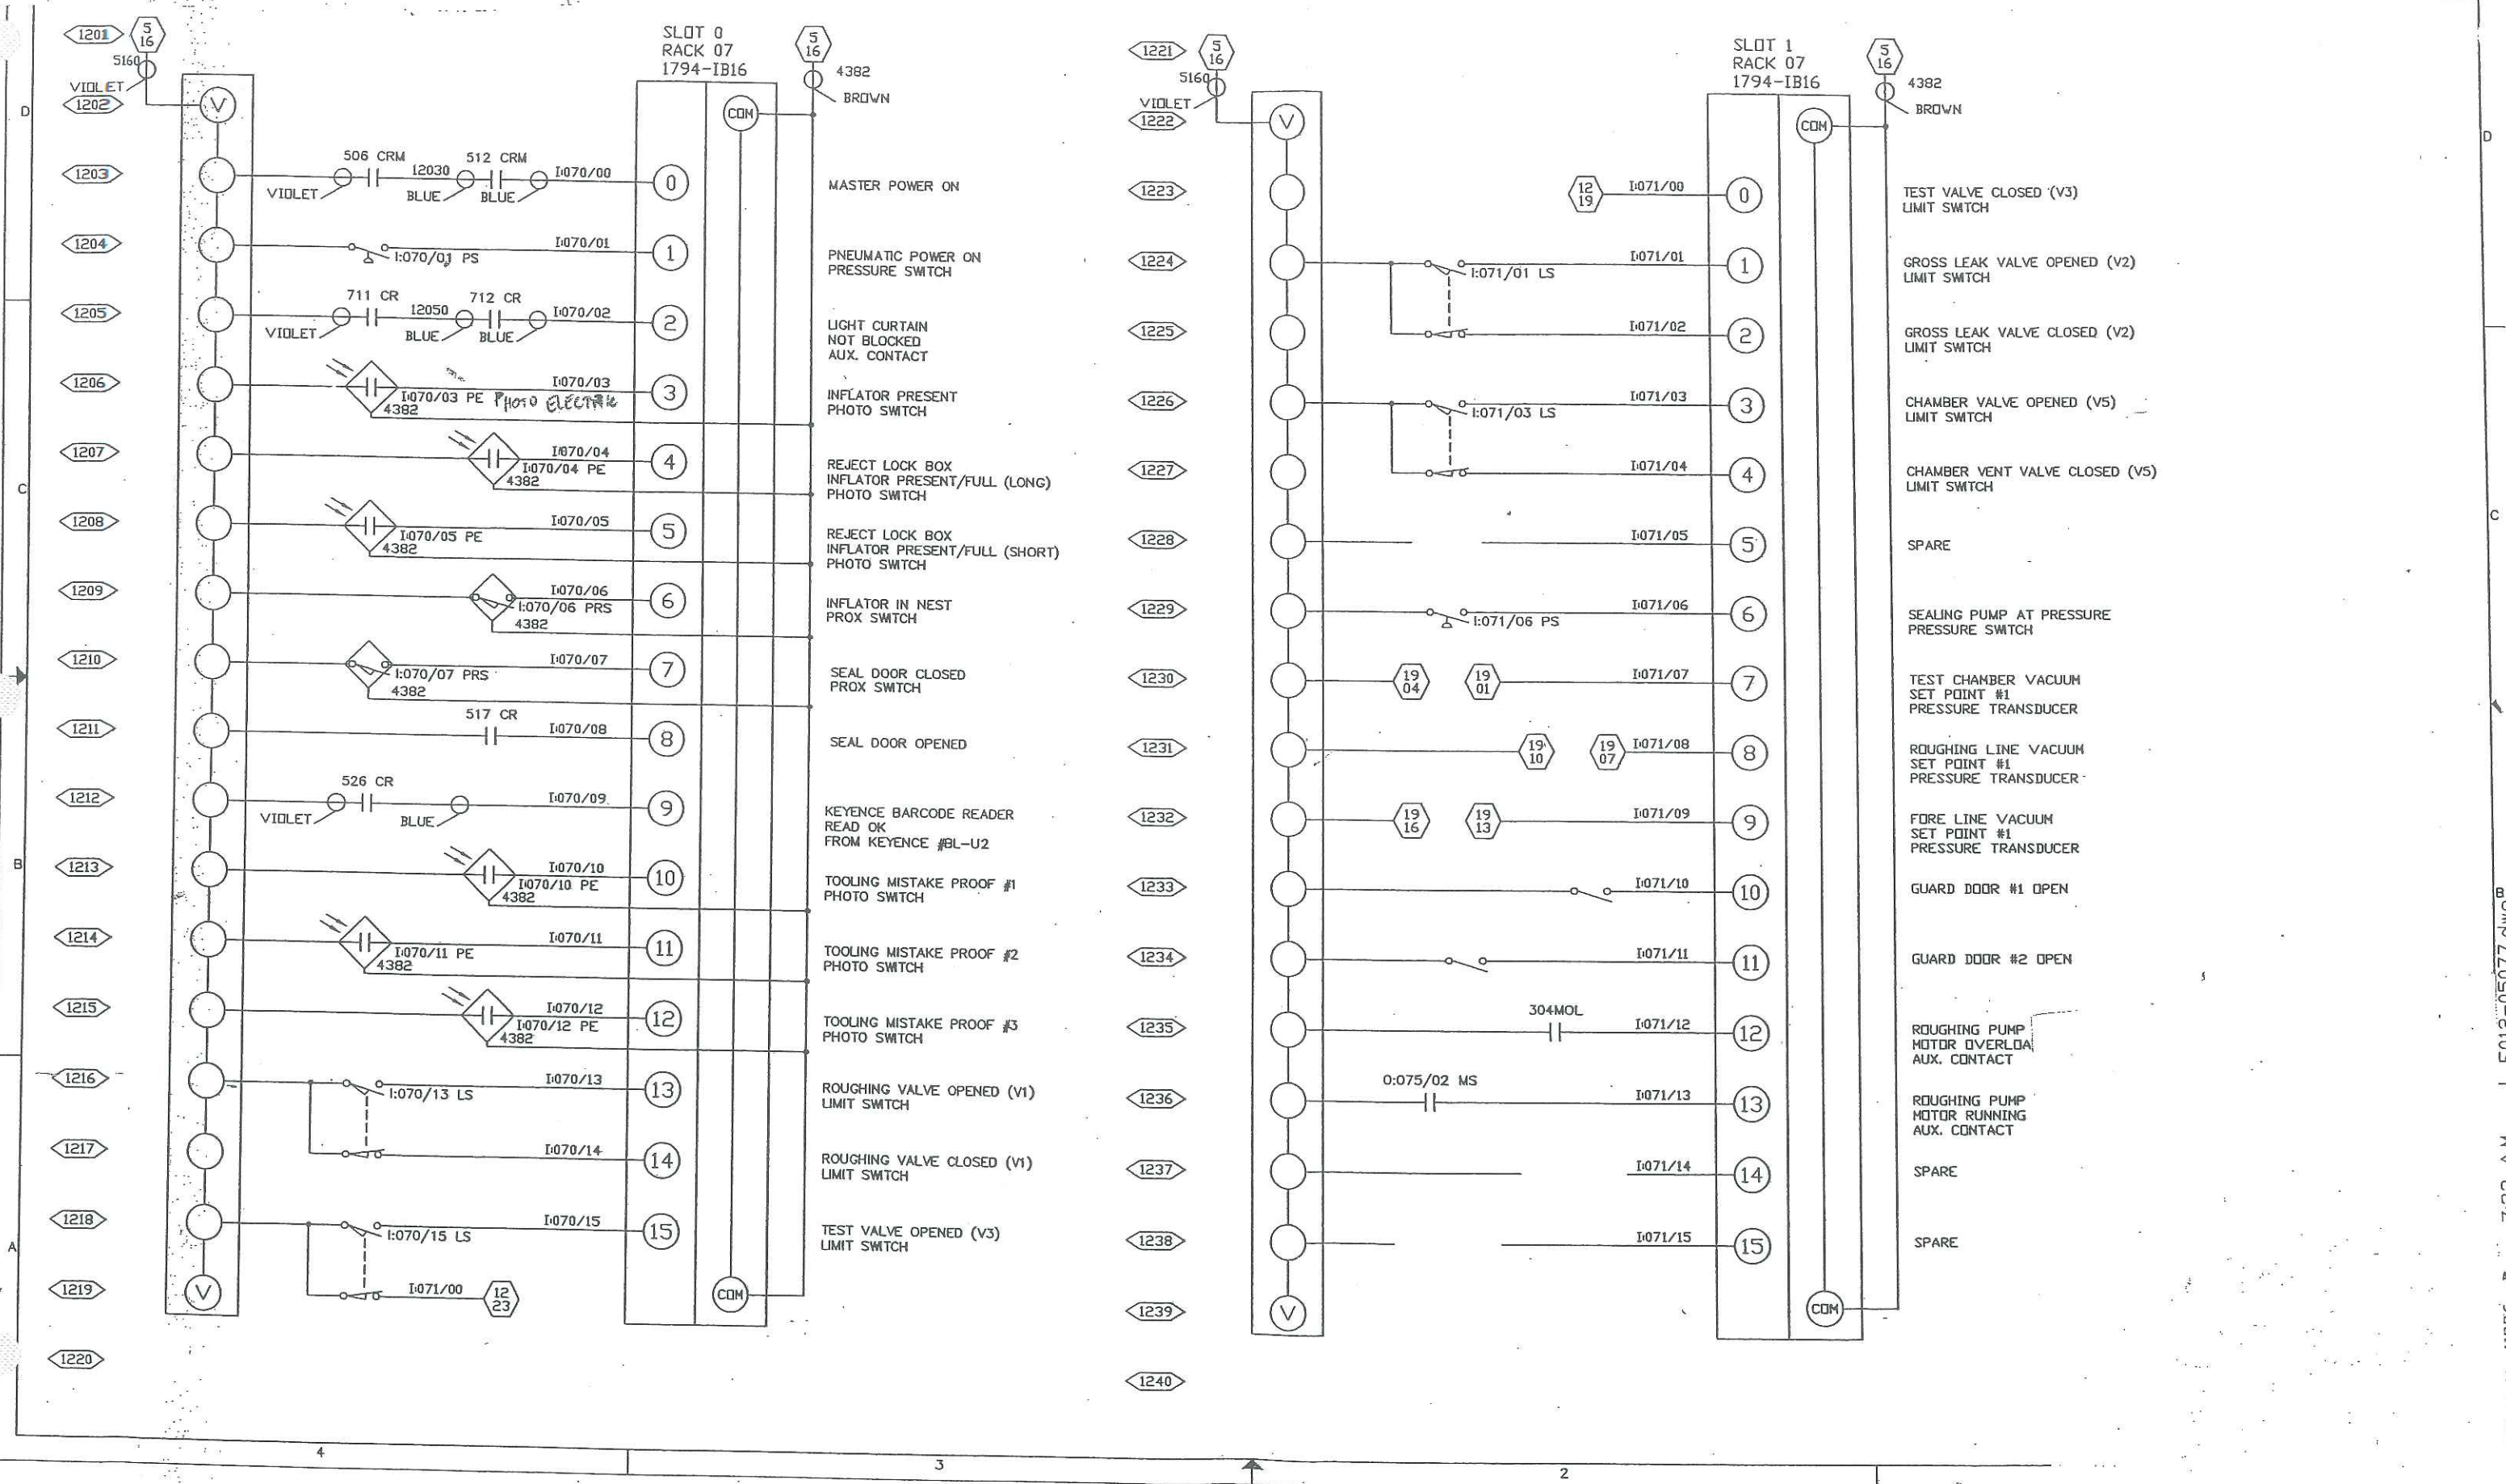 1201
5
16
5160
VIOLET
1202
V
SLOT 0
RACK 07
1794-IB16
5
16
4382
BROWN
COM
1203
506 CRM
12030
512 CRM
I:070/00
VIOLET
BLUE
BLUE
0
MASTER POWER ON
1204
I:070/01
I:070/01 PS
1
PNEUMATIC POWER ON
PRESSURE SWITCH
1205
711 CR
12050
712 CR
I:070/02
VIOLET
BLUE
BLUE
2
LIGHT CURTAIN
NOT BLOCKED
AUX. CONTACT
1206
I:070/03
I:070/03 PE PHOTO ELECTRIC
4382
3
INFLATOR PRESENT
PHOTO SWITCH
1207
I:070/04
I:070/04 PE
4382
4
REJECT LOCK BOX
INFLATOR PRESENT/FULL (LONG)
PHOTO SWITCH
1208
I:070/05
I:070/05 PE
4382
5
REJECT LOCK BOX
INFLATOR PRESENT/FULL (SHORT)
PHOTO SWITCH
1209
I:070/06
I:070/06 PRS
4382
6
INFLATOR IN NEST
PROX SWITCH
1210
I:070/07
I:070/07 PRS
4382
7
SEAL DOOR CLOSED
PROX SWITCH
1211
517 CR
I:070/08
8
SEAL DOOR OPENED
1212
526 CR
I:070/09
VIOLET
BLUE
9
KEYENCE BARCODE READER
READ OK
FROM KEYENCE #BL-U2
1213
I:070/10
I:070/10 PE
4382
10
TOOLING MISTAKE PROOF #1
PHOTO SWITCH
1214
I:070/11
I:070/11 PE
4382
11
TOOLING MISTAKE PROOF #2
PHOTO SWITCH
1215
I:070/12
I:070/12 PE
4382
12
TOOLING MISTAKE PROOF #3
PHOTO SWITCH
1216
I:070/13
I:070/13 LS
13
ROUGHING VALVE OPENED (V1)
LIMIT SWITCH
1217
I:070/14
14
ROUGHING VALVE CLOSED (V1)
LIMIT SWITCH
1218
I:070/15
I:070/15 LS
15
TEST VALVE OPENED (V3)
LIMIT SWITCH
1219
V
I:071/00
12
23
COM
1220
1221
5
16
5160
VIOLET
1222
V
SLOT 1
RACK 07
1794-IB16
5
16
4382
BROWN
COM
1223
12
19
I:071/00
0
TEST VALVE CLOSED (V3)
LIMIT SWITCH
1224
I:071/01
I:071/01 LS
1
GROSS LEAK VALVE OPENED (V2)
LIMIT SWITCH
1225
I:071/02
2
GROSS LEAK VALVE CLOSED (V2)
LIMIT SWITCH
1226
I:071/03
I:071/03 LS
3
CHAMBER VALVE OPENED (V5)
LIMIT SWITCH
1227
I:071/04
4
CHAMBER VENT VALVE CLOSED (V5)
LIMIT SWITCH
1228
I:071/05
5
SPARE
1229
I:071/06
I:071/06 PS
6
SEALING PUMP AT PRESSURE
PRESSURE SWITCH
1230
19
04
19
01
I:071/07
7
TEST CHAMBER VACUUM
SET POINT #1
PRESSURE TRANSDUCER
1231
19
10
19
07
I:071/08
8
ROUGHING LINE VACUUM
SET POINT #1
PRESSURE TRANSDUCER
1232
19
16
19
13
I:071/09
9
FORE LINE VACUUM
SET POINT #1
PRESSURE TRANSDUCER
1233
I:071/10
10
GUARD DOOR #1 OPEN
1234
I:071/11
11
GUARD DOOR #2 OPEN
1235
304MOL
I:071/12
12
ROUGHING PUMP
MOTOR OVERLOA
AUX. CONTACT
1236
O:075/02 MS
I:071/13
13
ROUGHING PUMP
MOTOR RUNNING
AUX. CONTACT
1237
I:071/14
14
SPARE
1238
I:071/15
15
SPARE
1239
V
COM
1240
D
C
B
A
4
3
2
D
C
B